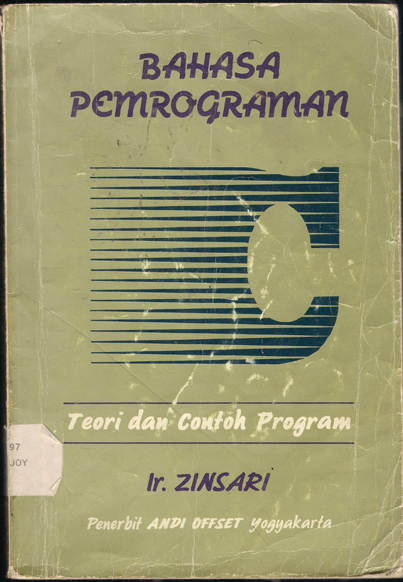 BAHASA
PEMROGRAMAN
C
Teori dan Contoh Program
97
JOY
Ir. ZINSARI
Penerbit ANDI OFFSET Yogyakarta